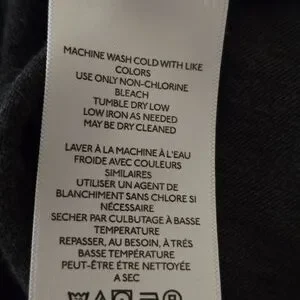 MACHINE WASH COLD WITH LIKE
COLORS
USE ONLY NON-CHLORINE
BLEACH
TUMBLE DRY LOW
LOW IRON AS NEEDED
MAY BE DRY CLEANED
LAVER À LA MACHINE À L'EAU
FROIDE AVEC COULEURS
SIMILAIRES
UTILISER UN AGENT DE
BLANCHIMENT SANS CHLORE SI
NÉCESSAIRE
SECHER PAR CULBUTAGE À BASSE
TEMPERATURE
REPASSER, AU BESOIN, À TRÉS
BASSE TEMPÉRATURE
PEUT-ÊTRE ÊTRE NETTOYÉE
A SEC